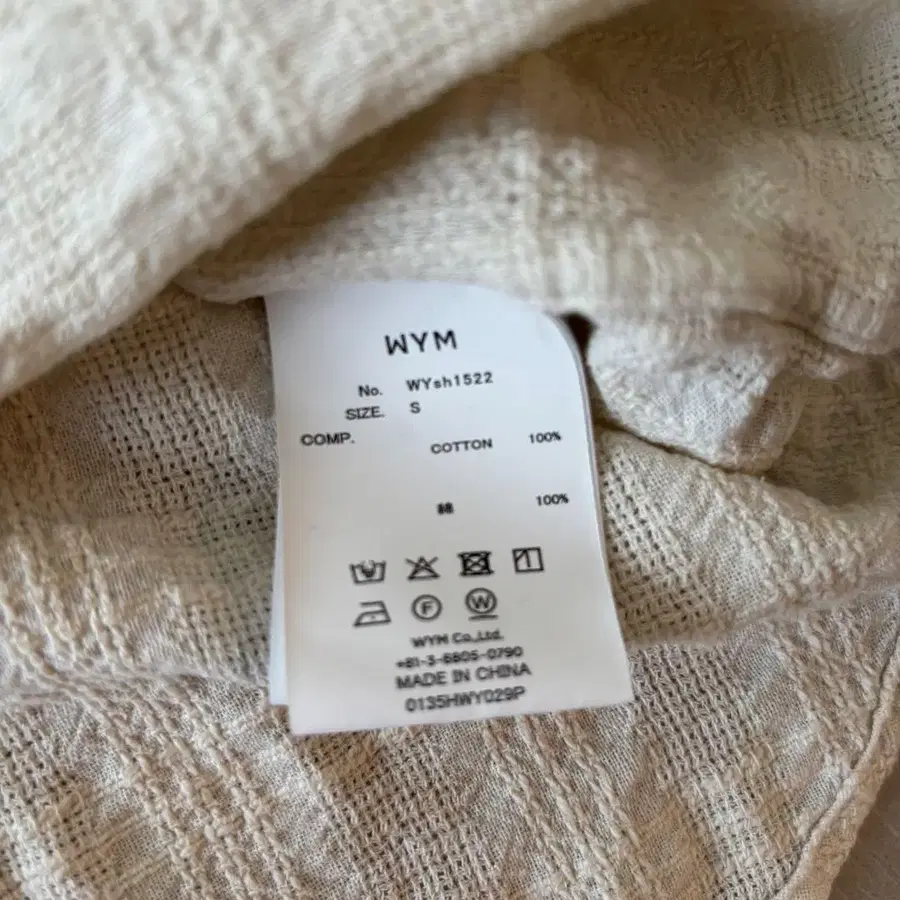 WYM
No. WYsh1522
SIZE. S
COMP.
COTTON 100%
綿 100%
F W
WYM Co.,Ltd.
+81-3-6805-0790
MADE IN CHINA
0135HWY029P